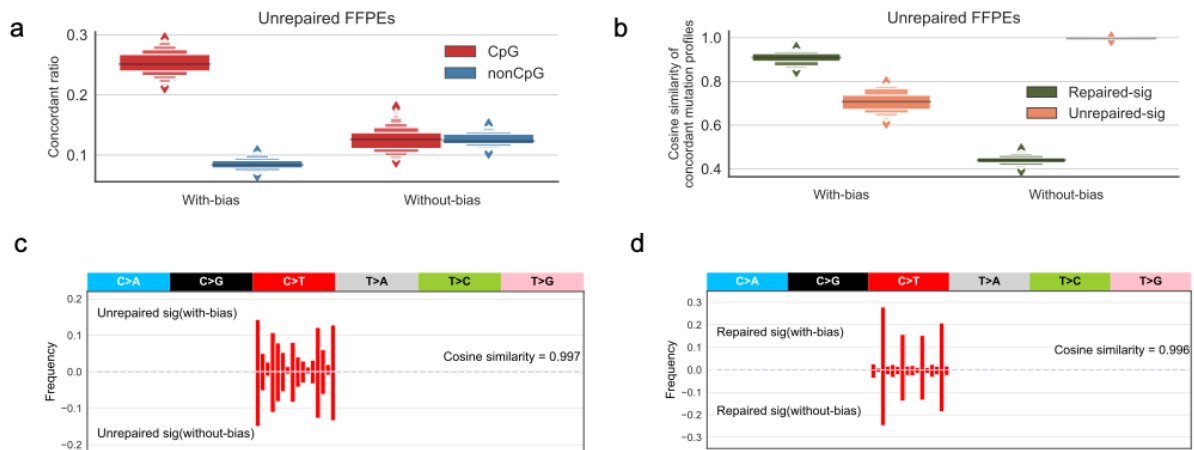 a
Unrepaired FFPEs
Concordant ratio
0.3
0.2
0.1
CpG
nonCpG
With-bias
Without-bias
b
Unrepaired FFPEs
Cosine similarity of
concordant mutation profiles
1.0
0.8
0.6
0.4
Repaired-sig
Unrepaired-sig
With-bias
Without-bias
c
C>A C>G C>T T>A T>C T>G
Frequency
0.2
0.1
0.0
−0.1
−0.2
Unrepaired sig(with-bias)
Cosine similarity = 0.997
Unrepaired sig(without-bias)
d
C>A C>G C>T T>A T>C T>G
Frequency
0.3
0.2
0.1
0.0
−0.1
−0.2
−0.3
Repaired sig(with-bias)
Cosine similarity = 0.996
Repaired sig(without-bias)